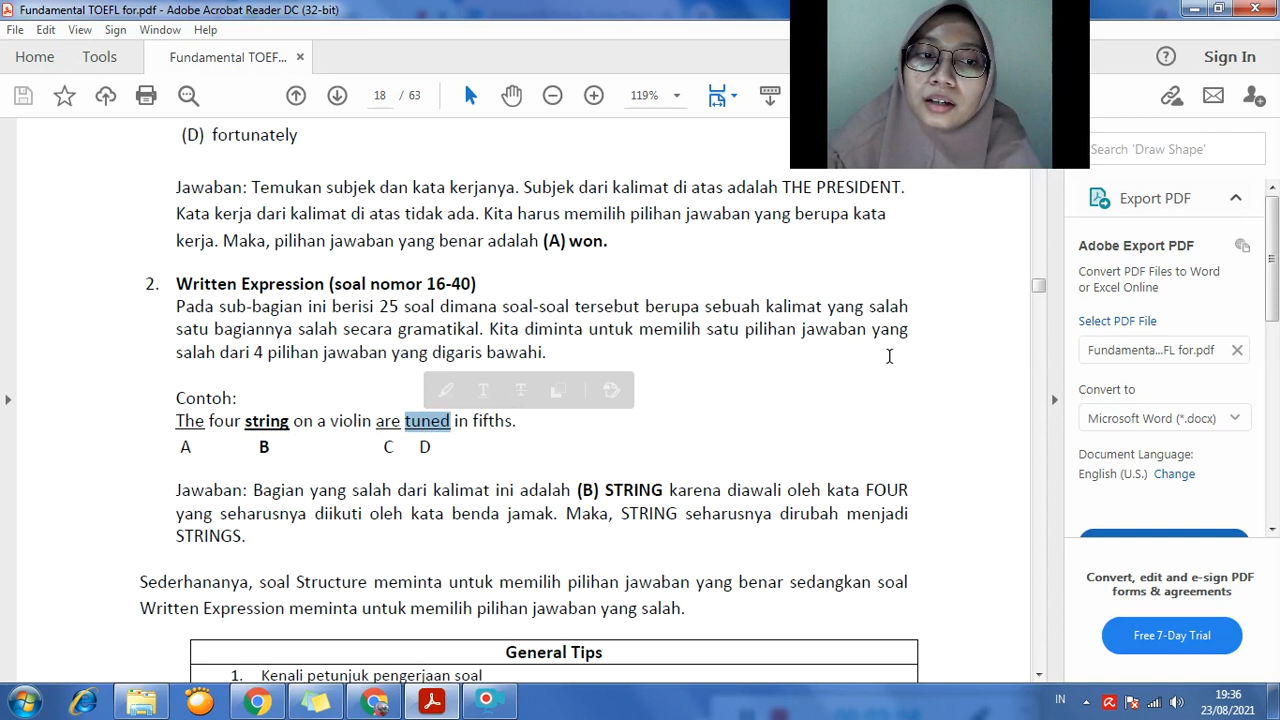 Fundamental TOEFL for.pdf - Adobe Acrobat Reader DC (32-bit)
File Edit View Sign Window Help
Home Tools Fundamental TOEF... × Sign In
18 / 63 119%
(D) fortunately
Search 'Draw Shape'
Jawaban: Temukan subjek dan kata kerjanya. Subjek dari kalimat di atas adalah THE PRESIDENT.
Kata kerja dari kalimat di atas tidak ada. Kita harus memilih pilihan jawaban yang berupa kata
kerja. Maka, pilihan jawaban yang benar adalah (A) won.
2. Written Expression (soal nomor 16-40)
Pada sub-bagian ini berisi 25 soal dimana soal-soal tersebut berupa sebuah kalimat yang salah
satu bagiannya salah secara gramatikal. Kita diminta untuk memilih satu pilihan jawaban yang
salah dari 4 pilihan jawaban yang digaris bawahi.
Contoh:
The four string on a violin are tuned in fifths.
A B C D
Jawaban: Bagian yang salah dari kalimat ini adalah (B) STRING karena diawali oleh kata FOUR
yang seharusnya diikuti oleh kata benda jamak. Maka, STRING seharusnya dirubah menjadi
STRINGS.
Sederhananya, soal Structure meminta untuk memilih pilihan jawaban yang benar sedangkan soal
Written Expression meminta untuk memilih pilihan jawaban yang salah.
General Tips
1. Kenali petunjuk pengerjaan soal
Export PDF
Adobe Export PDF
Convert PDF Files to Word
or Excel Online
Select PDF File
Fundamenta...FL for.pdf
Convert to
Microsoft Word (*.docx)
Document Language:
English (U.S.) Change
Convert, edit and e-sign PDF
forms & agreements
Free 7-Day Trial
IN
19:36
23/08/2021